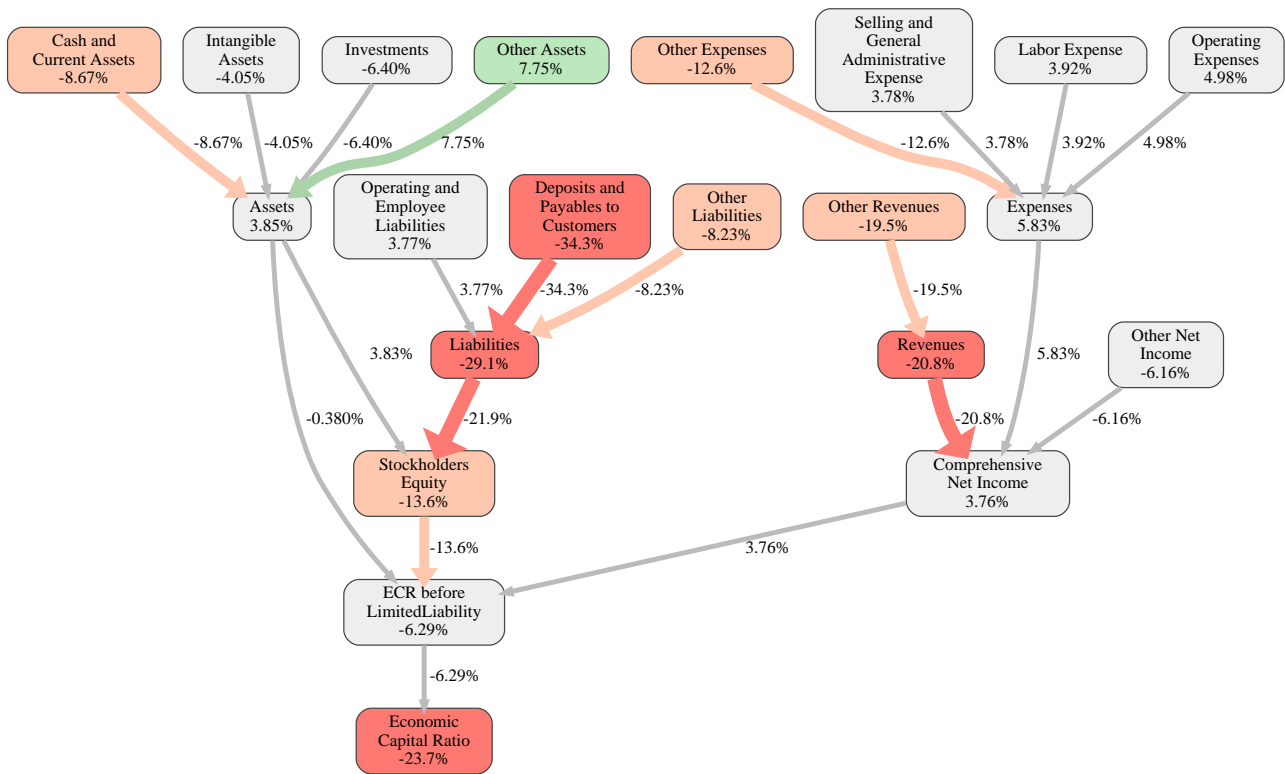 Cash and
Current Assets
-8.67%
Intangible
Assets
-4.05%
Investments
-6.40%
Other Assets
7.75%
Other Expenses
-12.6%
Selling and
General
Administrative
Expense
3.78%
Labor Expense
3.92%
Operating
Expenses
4.98%
-8.67%
-4.05%
-6.40%
7.75%
-12.6%
3.78%
3.92%
4.98%
Assets
3.85%
Operating and
Employee
Liabilities
3.77%
Deposits and
Payables to
Customers
-34.3%
Other
Liabilities
-8.23%
Other Revenues
-19.5%
Expenses
5.83%
3.77%
-34.3%
-8.23%
-19.5%
3.83%
Liabilities
-29.1%
Revenues
-20.8%
5.83%
Other Net
Income
-6.16%
-0.380%
-21.9%
-20.8%
-6.16%
Stockholders
Equity
-13.6%
Comprehensive
Net Income
3.76%
-13.6%
3.76%
ECR before
LimitedLiability
-6.29%
-6.29%
Economic
Capital Ratio
-23.7%